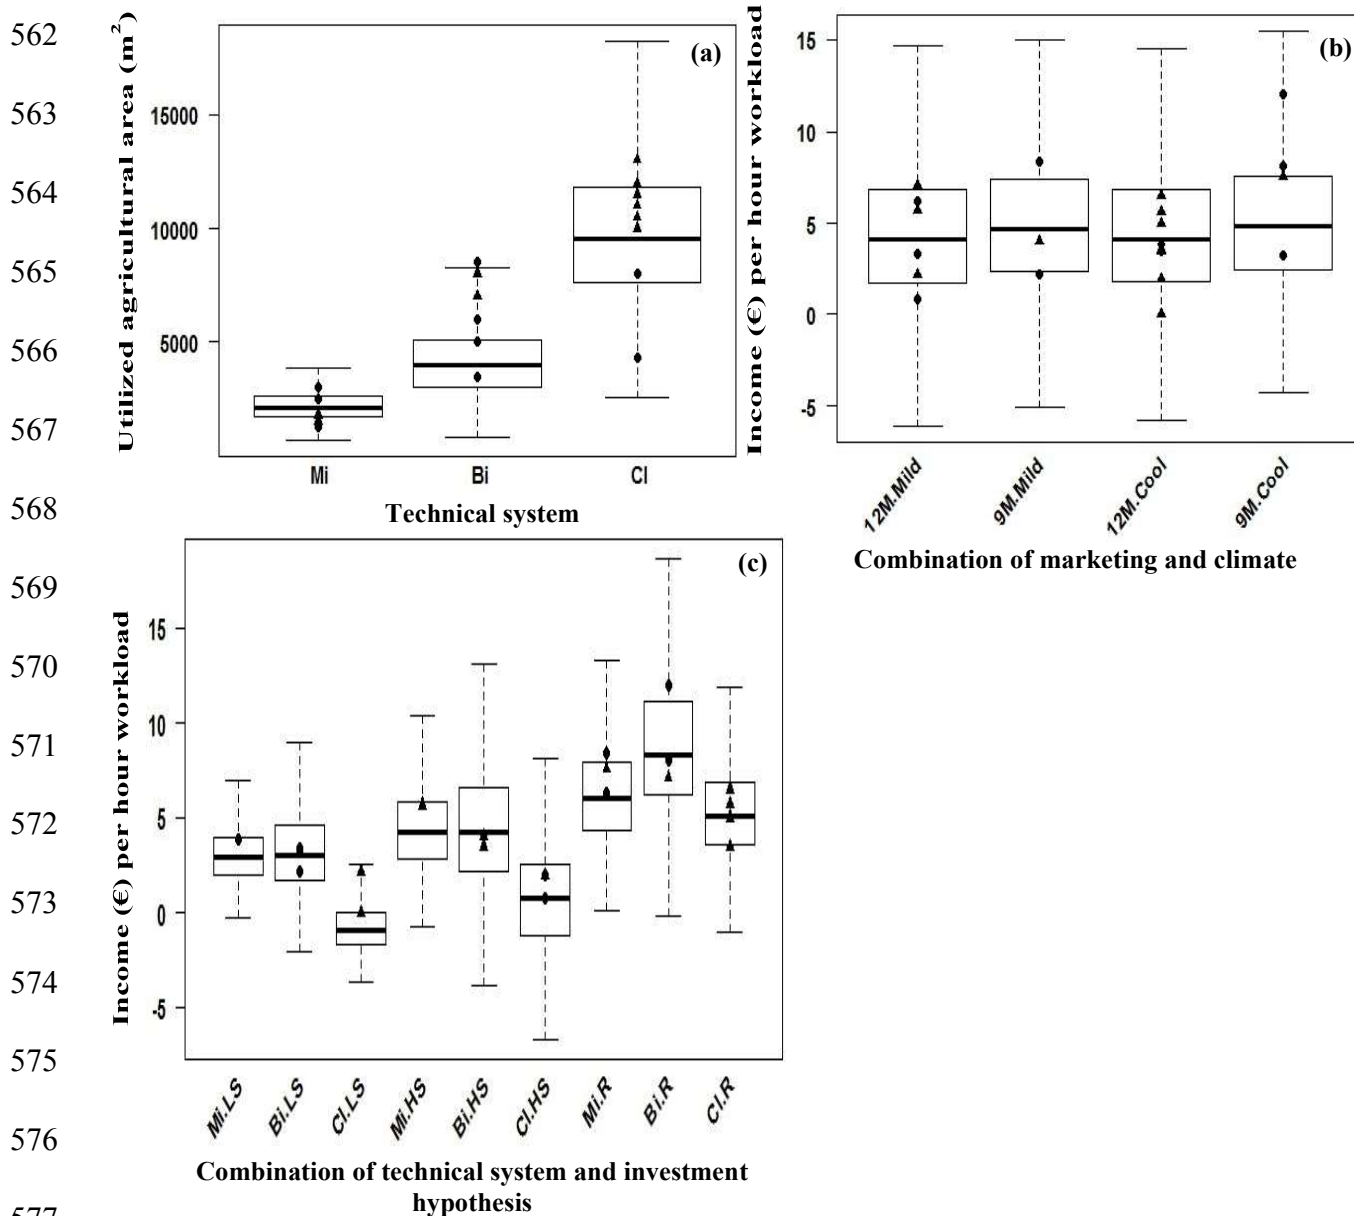 562
563
564
565
566
567
568
569
570
571
572
573
574
575
576
577
(a)
Utilized agricultural area (m²)
15000
10000
5000
Mi Bi Cl
Technical system
(b)
Income (€) per hour workload
15
10
5
0
-5
12M.Mild 9M.Mild 12M.Cool 9M.Cool
Combination of marketing and climate
(c)
Income (€) per hour workload
15
10
5
0
-5
Mi.LS Bi.LS Cl.LS Mi.HS Bi.HS Cl.HS Mi.R Bi.R Cl.R
Combination of technical system and investment
hypothesis